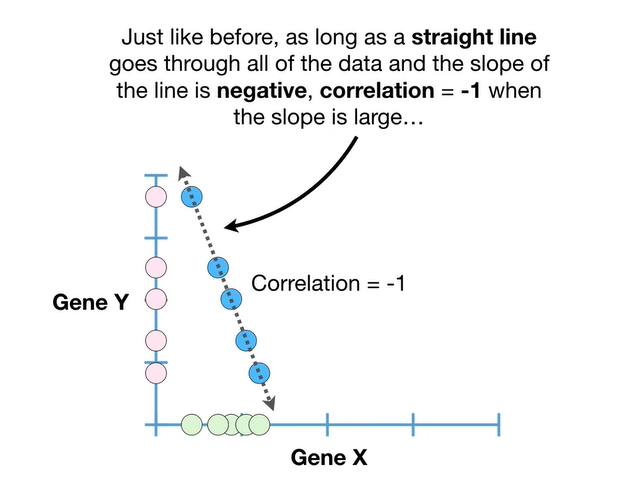 Just like before, as long as a straight line
goes through all of the data and the slope of
the line is negative, correlation = -1 when
the slope is large…
Correlation = -1
Gene Y
Gene X